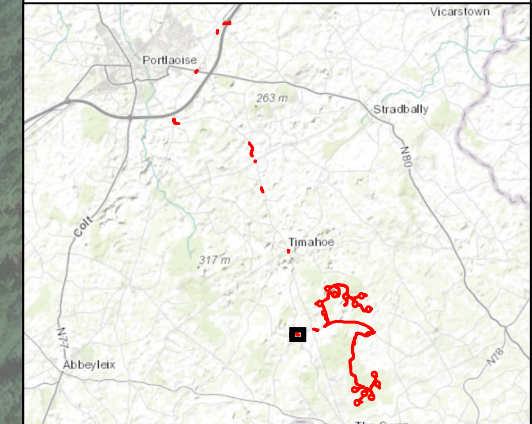 Vicarstown
Portlaoise
263 m
Stradbally
N80
Colt
Timahoe
317 m
N77
N78
Abbeyleix